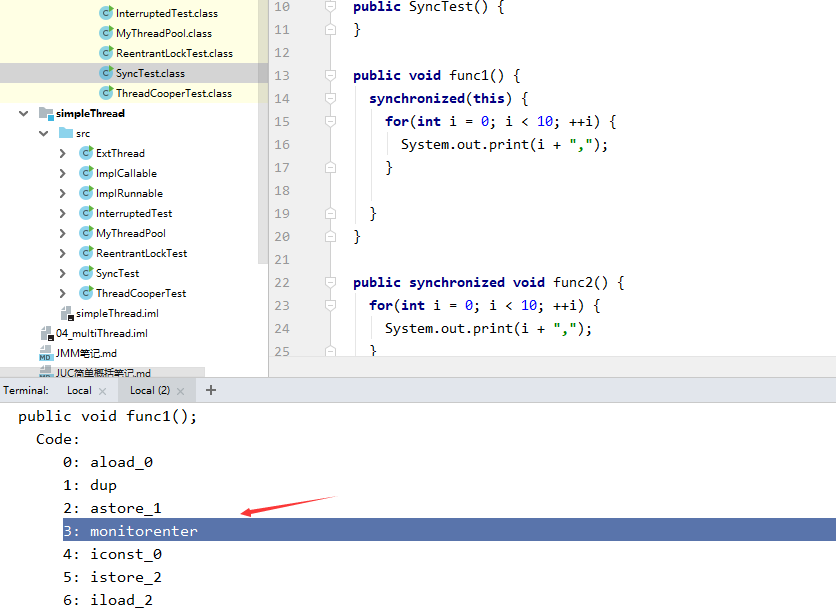 InterruptedTest.class
MyThreadPool.class
ReentrantLockTest.class
SyncTest.class
ThreadCooperTest.class
simpleThread
src
ExtThread
ImplCallable
ImplRunnable
InterruptedTest
MyThreadPool
ReentrantLockTest
SyncTest
ThreadCooperTest
simpleThread.iml
04_multiThread.iml
JMM笔记.md
JUC简单概括笔记.md
10 public SyncTest() {
11 }
12
13 public void func1() {
14 synchronized(this) {
15 for(int i = 0; i < 10; ++i) {
16 System.out.print(i + ",");
17 }
18
19 }
20 }
21
22 public synchronized void func2() {
23 for(int i = 0; i < 10; ++i) {
24 System.out.print(i + ",");
25 }
Terminal: Local × Local (2) × +
public void func1();
Code:
0: aload_0
1: dup
2: astore_1
3: monitorenter
4: iconst_0
5: istore_2
6: iload_2